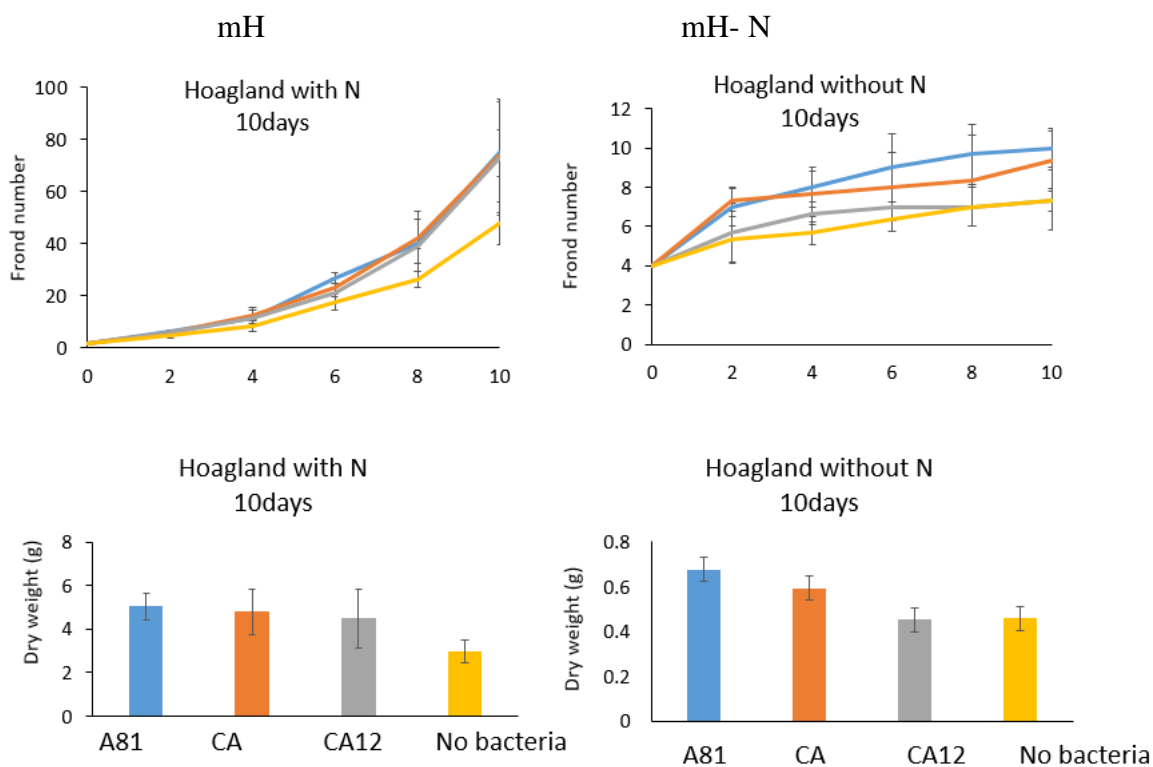 mH
mH- N
Hoagland with N
10days
Frond number
100
80
60
40
20
0
0 2 4 6 8 10
Hoagland without N
10days
Frond number
12
10
8
6
4
2
0
0 2 4 6 8 10
Hoagland with N
10days
Dry weight (g)
8
6
4
2
0
A81 CA CA12 No bacteria
Hoagland without N
10days
Dry weight (g)
0.8
0.6
0.4
0.2
0
A81 CA CA12 No bacteria